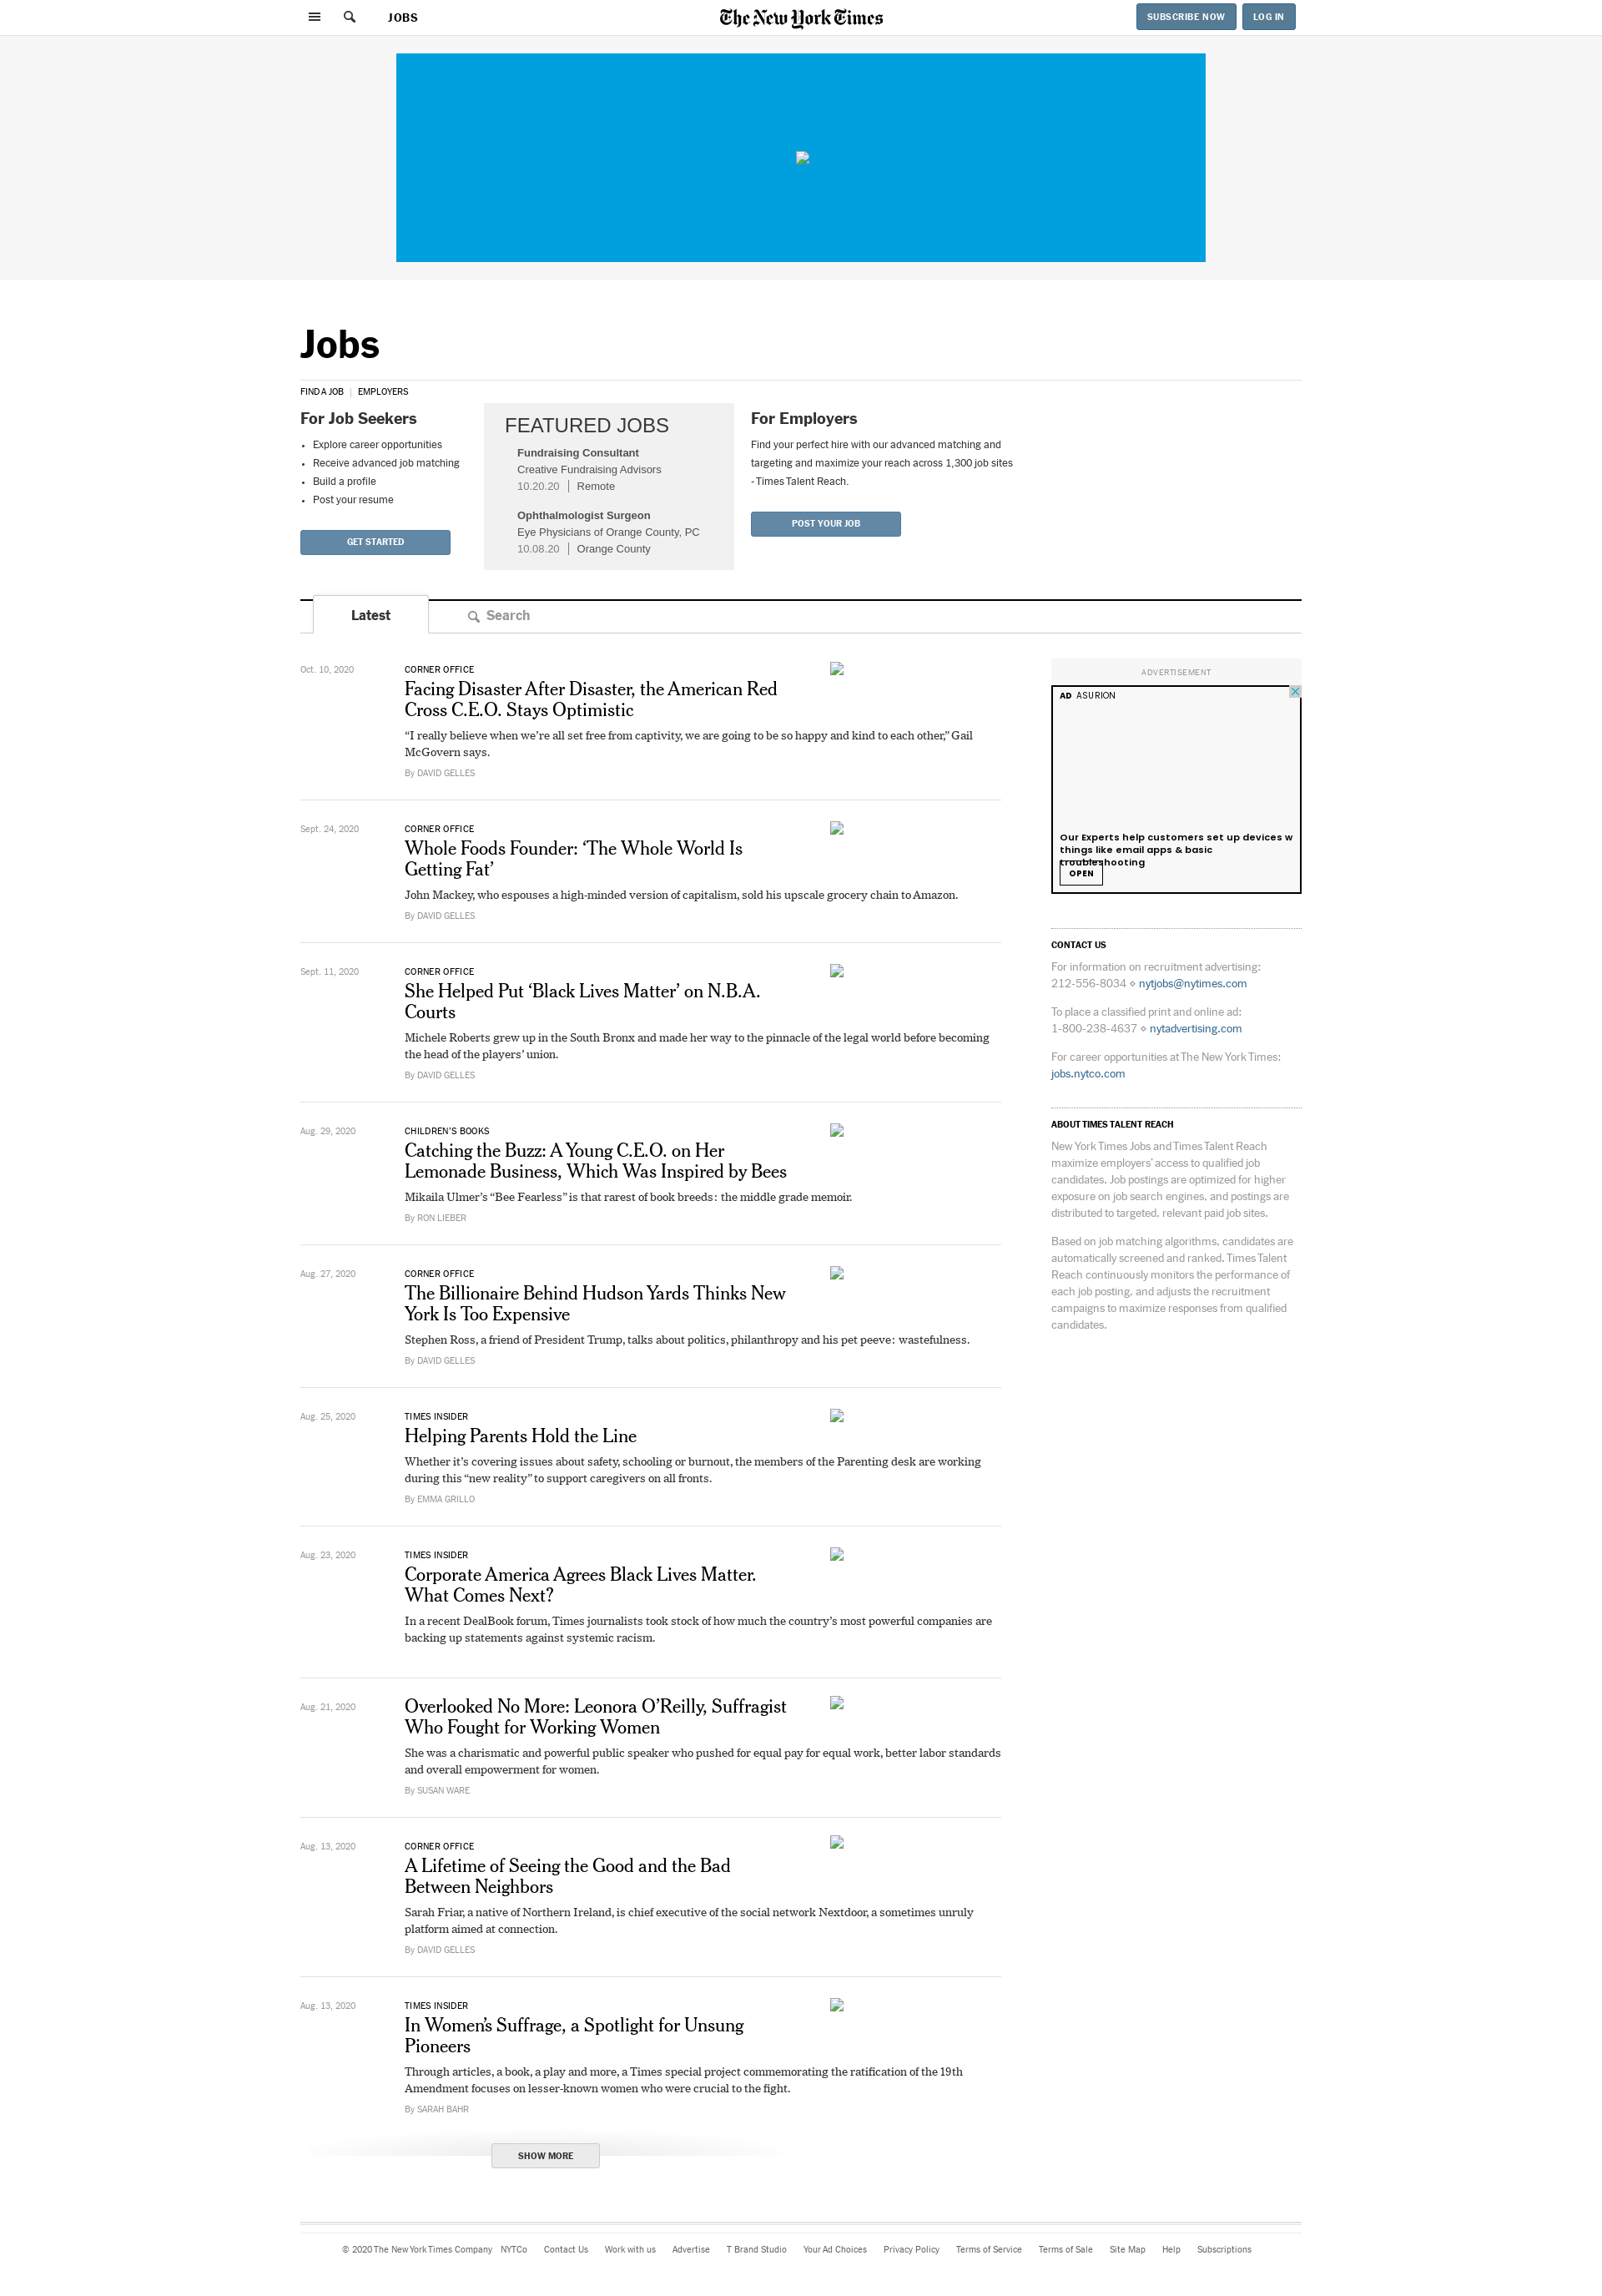 JOBS
The New York Times
SUBSCRIBE NOW
LOG IN
Jobs
FIND A JOB | EMPLOYERS
For Job Seekers
• Explore career opportunities
• Receive advanced job matching
• Build a profile
• Post your resume
GET STARTED
FEATURED JOBS
Fundraising Consultant
Creative Fundraising Advisors
10.20.20 | Remote
Ophthalmologist Surgeon
Eye Physicians of Orange County, PC
10.08.20 | Orange County
For Employers
Find your perfect hire with our advanced matching and
targeting and maximize your reach across 1,300 job sites
- Times Talent Reach.
POST YOUR JOB
Latest
Search
Oct. 10, 2020
CORNER OFFICE
Facing Disaster After Disaster, the American Red
Cross C.E.O. Stays Optimistic
“I really believe when we’re all set free from captivity, we are going to be so happy and kind to each other,” Gail
McGovern says.
By DAVID GELLES
Sept. 24, 2020
CORNER OFFICE
Whole Foods Founder: ‘The Whole World Is
Getting Fat’
John Mackey, who espouses a high-minded version of capitalism, sold his upscale grocery chain to Amazon.
By DAVID GELLES
Sept. 11, 2020
CORNER OFFICE
She Helped Put ‘Black Lives Matter’ on N.B.A.
Courts
Michele Roberts grew up in the South Bronx and made her way to the pinnacle of the legal world before becoming
the head of the players’ union.
By DAVID GELLES
Aug. 29, 2020
CHILDREN’S BOOKS
Catching the Buzz: A Young C.E.O. on Her
Lemonade Business, Which Was Inspired by Bees
Mikaila Ulmer’s “Bee Fearless” is that rarest of book breeds: the middle grade memoir.
By RON LIEBER
Aug. 27, 2020
CORNER OFFICE
The Billionaire Behind Hudson Yards Thinks New
York Is Too Expensive
Stephen Ross, a friend of President Trump, talks about politics, philanthropy and his pet peeve: wastefulness.
By DAVID GELLES
Aug. 25, 2020
TIMES INSIDER
Helping Parents Hold the Line
Whether it’s covering issues about safety, schooling or burnout, the members of the Parenting desk are working
during this “new reality” to support caregivers on all fronts.
By EMMA GRILLO
Aug. 23, 2020
TIMES INSIDER
Corporate America Agrees Black Lives Matter.
What Comes Next?
In a recent DealBook forum, Times journalists took stock of how much the country’s most powerful companies are
backing up statements against systemic racism.
Aug. 21, 2020
Overlooked No More: Leonora O’Reilly, Suffragist
Who Fought for Working Women
She was a charismatic and powerful public speaker who pushed for equal pay for equal work, better labor standards
and overall empowerment for women.
By SUSAN WARE
Aug. 13, 2020
CORNER OFFICE
A Lifetime of Seeing the Good and the Bad
Between Neighbors
Sarah Friar, a native of Northern Ireland, is chief executive of the social network Nextdoor, a sometimes unruly
platform aimed at connection.
By DAVID GELLES
Aug. 13, 2020
TIMES INSIDER
In Women’s Suffrage, a Spotlight for Unsung
Pioneers
Through articles, a book, a play and more, a Times special project commemorating the ratification of the 19th
Amendment focuses on lesser-known women who were crucial to the fight.
By SARAH BAHR
SHOW MORE
ADVERTISEMENT
AD ASURION
Our Experts help customers set up devices w
things like email apps & basic
troubleshooting
OPEN
CONTACT US
For information on recruitment advertising:
212-556-8034 ⋄ nytjobs@nytimes.com
To place a classified print and online ad:
1-800-238-4637 ⋄ nytadvertising.com
For career opportunities at The New York Times:
jobs.nytco.com
ABOUT TIMES TALENT REACH
New York Times Jobs and Times Talent Reach
maximize employers’ access to qualified job
candidates. Job postings are optimized for higher
exposure on job search engines, and postings are
distributed to targeted, relevant paid job sites.
Based on job matching algorithms, candidates are
automatically screened and ranked. Times Talent
Reach continuously monitors the performance of
each job posting, and adjusts the recruitment
campaigns to maximize responses from qualified
candidates.
© 2020 The New York Times Company NYTCo Contact Us Work with us Advertise T Brand Studio Your Ad Choices Privacy Policy Terms of Service Terms of Sale Site Map Help Subscriptions